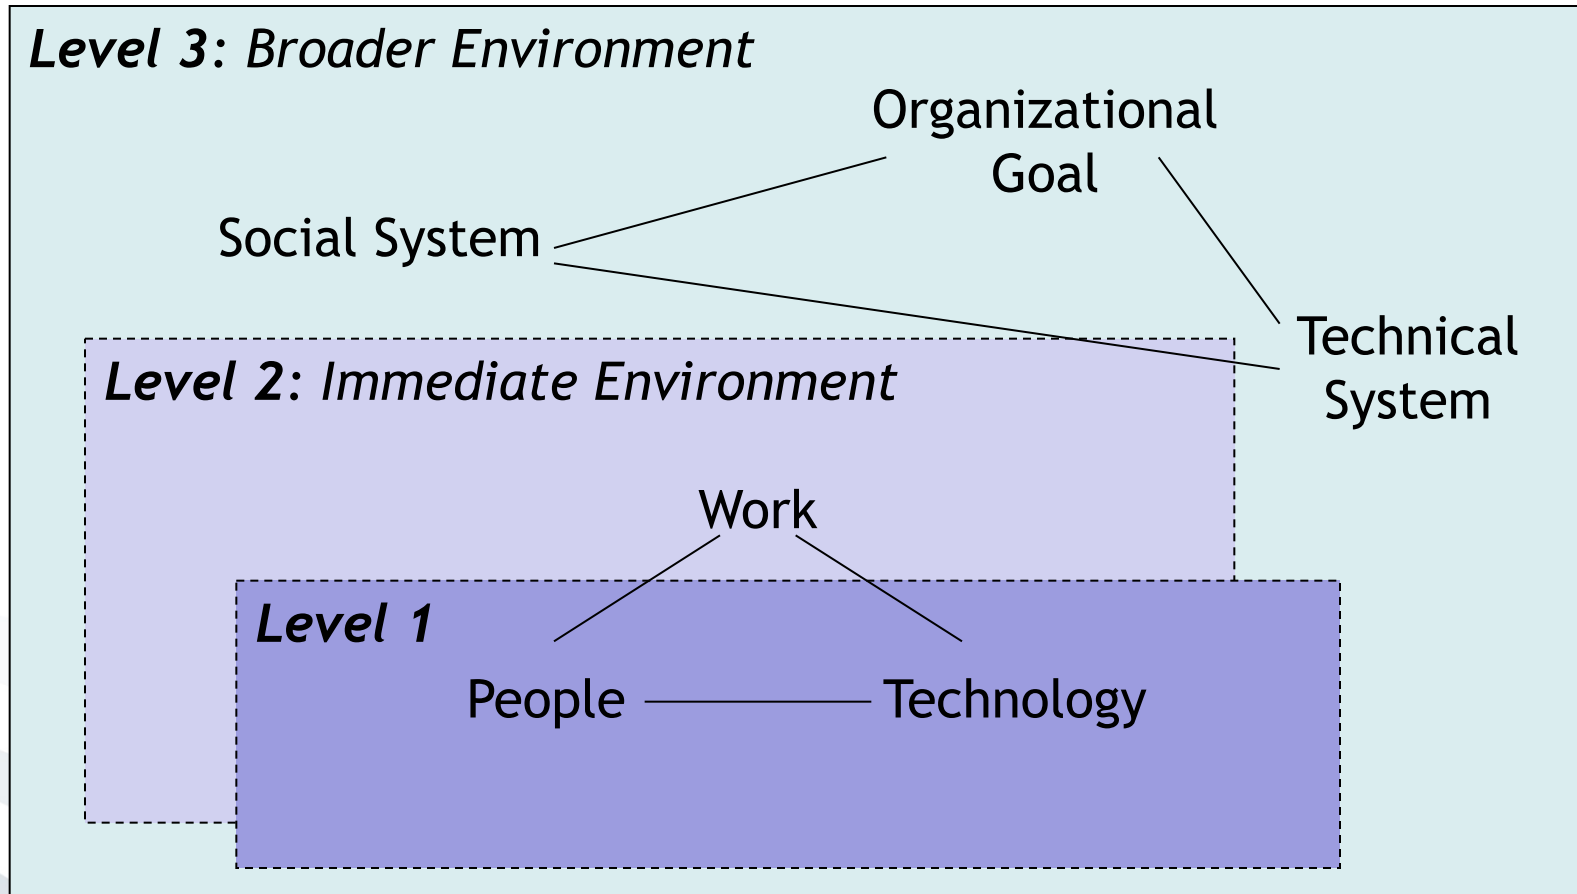 Level 3: Broader Environment
Organizational
Goal
Social System
Technical
System
Level 2: Immediate Environment
Work
Level 1
People
Technology